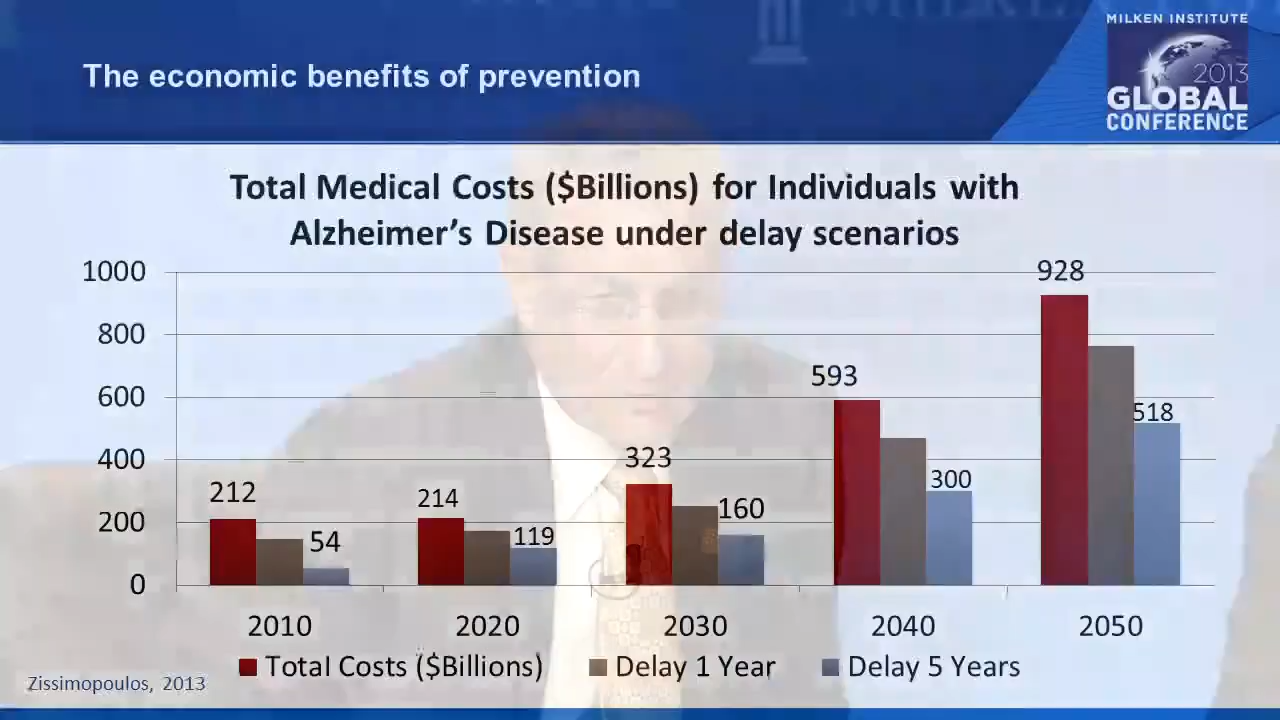 MILKEN INSTITUTE
2013
GLOBAL
CONFERENCE
The economic benefits of prevention
Total Medical Costs ($Billions) for Individuals with
Alzheimer’s Disease under delay scenarios
1000
800
600
400
200
0
212
54
214
119
323
160
593
300
928
518
2010
2020
2030
2040
2050
Total Costs ($Billions)
Delay 1 Year
Delay 5 Years
Zissimopoulos, 2013